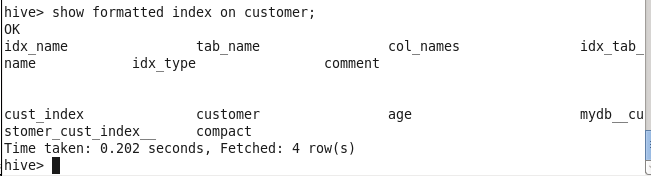 hive> show formatted index on customer;
OK
idx_name tab_name col_names idx_tab_
name idx_type comment
cust_index customer age mydb__cu
stomer_cust_index__ compact
Time taken: 0.202 seconds, Fetched: 4 row(s)
hive>